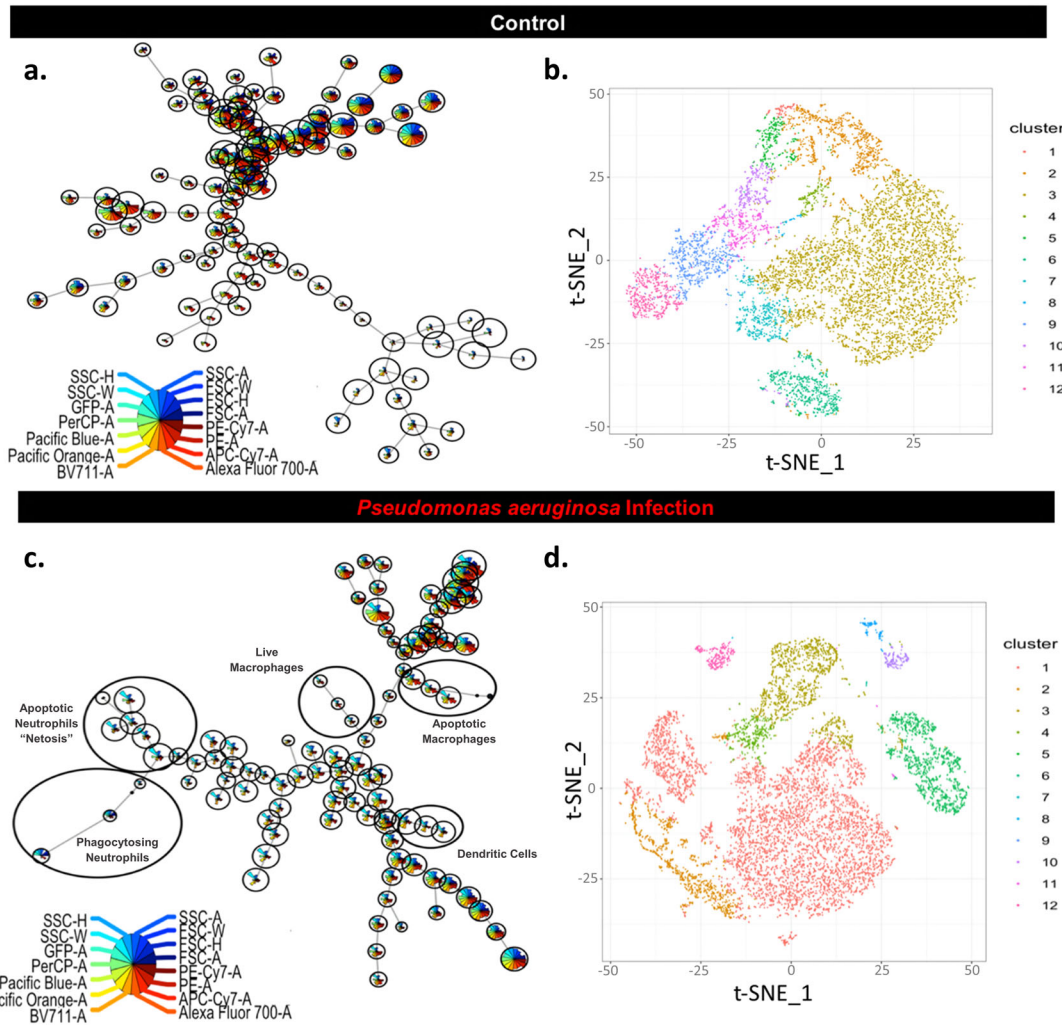 Control
a.
SSC-H
SSC-W
GFP-A
PerCP-A
Pacific Blue-A
Pacific Orange-A
BV711-A
SSC-A
FSC-W
FSC-H
FSC-A
PE-Cy7-A
PE-A
APC-Cy7-A
Alexa Fluor 700-A
b.
50
25
0
-25
-50
-50
-25
0
25
t-SNE_1
t-SNE_2
cluster
1
2
3
4
5
6
7
8
9
10
11
12
Pseudomonas aeruginosa Infection
c.
Live
Macrophages
Apoptotic
Neutrophils
“Netosis”
Apoptotic
Macrophages
Phagocytosing
Neutrophils
Dendritic Cells
SSC-H
SSC-W
GFP-A
PerCP-A
Pacific Blue-A
cific Orange-A
BV711-A
SSC-A
FSC-W
FSC-H
FSC-A
PE-Cy7-A
PE-A
APC-Cy7-A
Alexa Fluor 700-A
d.
50
25
0
-25
-50
-25
0
25
50
t-SNE_1
t-SNE_2
cluster
1
2
3
4
5
6
7
8
9
10
11
12